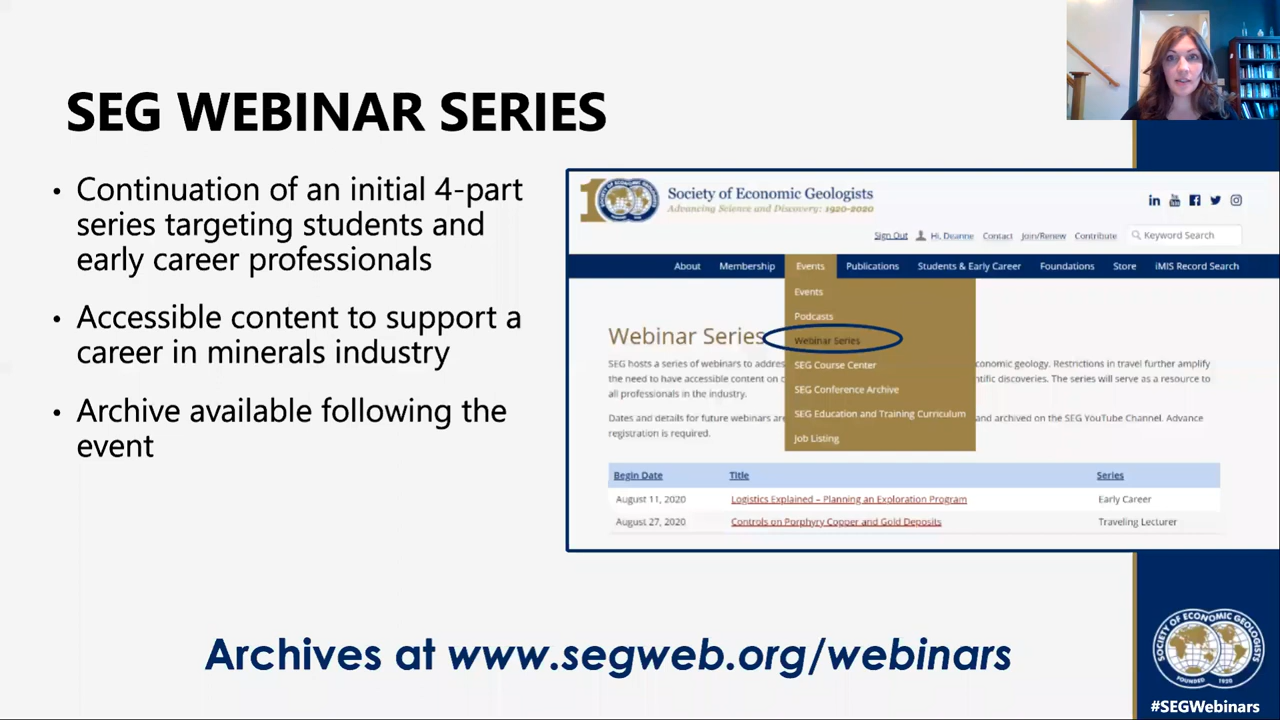 SEG WEBINAR SERIES
• Continuation of an initial 4-part
series targeting students and
early career professionals
• Accessible content to support a
career in minerals industry
• Archive available following the
event
Society of Economic Geologists
Advancing Science and Discovery: 1920-2020
Sign Out Hi, Deanne Contact Join/Renew Contribute Keyword Search
About Membership Events Publications Students & Early Career Foundations Store iMIS Record Search
Events
Podcasts
Webinar Series
SEG Course Center
SEG Conference Archive
SEG Education and Training Curriculum
Job Listing
Webinar Series
SEG hosts a series of webinars to addres economic geology. Restrictions in travel further amplify
the need to have accessible content on scientific discoveries. The series will serve as a resource to
all professionals in the industry.
Dates and details for future webinars are and archived on the SEG YouTube Channel. Advance
registration is required.
Begin Date Title Series
August 11, 2020 Logistics Explained – Planning an Exploration Program Early Career
August 27, 2020 Controls on Porphyry Copper and Gold Deposits Traveling Lecturer
Archives at www.segweb.org/webinars
SOCIETY OF ECONOMIC GEOLOGISTS
FOUNDED 1920
#SEGWebinars